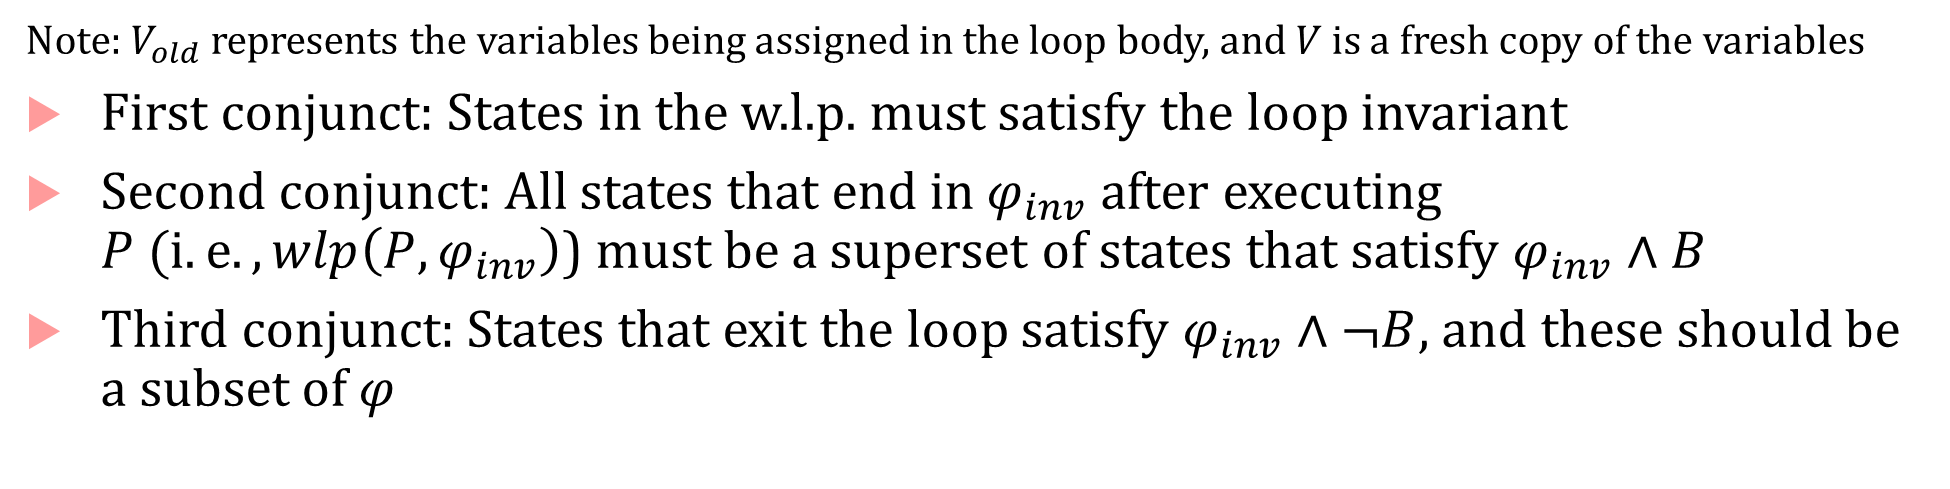 Note: V_old represents the variables being assigned in the loop body, and V is a fresh copy of the variables
First conjunct: States in the w.l.p. must satisfy the loop invariant
Second conjunct: All states that end in φ_inv after executing
P (i.e., wlp(P, φ_inv)) must be a superset of states that satisfy φ_inv ∧ B
Third conjunct: States that exit the loop satisfy φ_inv ∧ ¬B, and these should be
a subset of φ